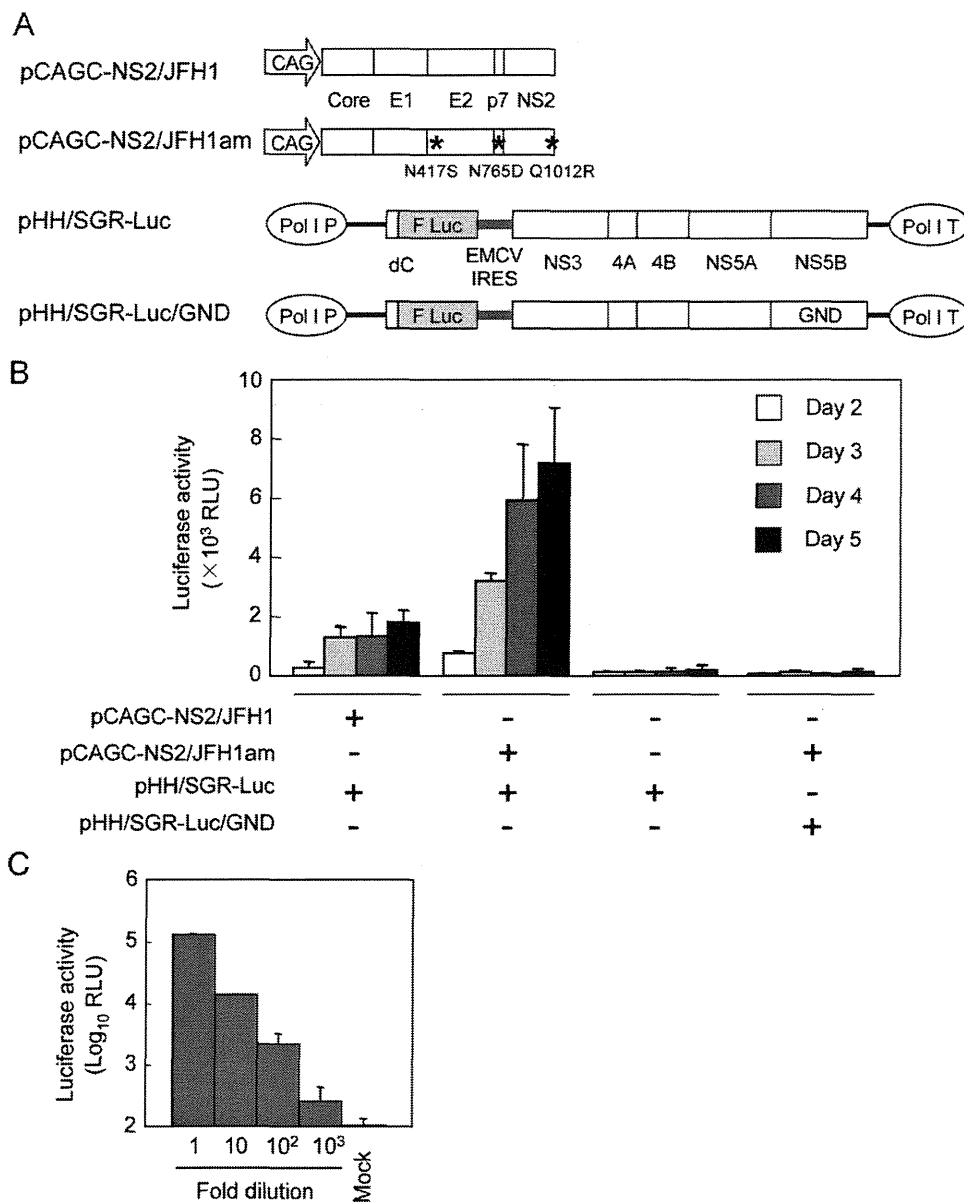 A
pCAGC-NS2/JFH1
CAG
Core E1 E2 p7 NS2
pCAGC-NS2/JFH1am
CAG
* * *
N417S N765D Q1012R
pHH/SGR-Luc
Pol I P
F Luc
Pol I T
dC
EMCV
IRES
NS3 4A 4B NS5A NS5B
pHH/SGR-Luc/GND
Pol I P
F Luc
GND
Pol I T
B
Luciferase activity
(×10³ RLU)
10
8
6
4
2
0
Day 2
Day 3
Day 4
Day 5
pCAGC-NS2/JFH1 + - - -
pCAGC-NS2/JFH1am - + - +
pHH/SGR-Luc + + + -
pHH/SGR-Luc/GND - - - +
C
Luciferase activity
(Log₁₀ RLU)
6
5
4
3
2
1 10 10² 10³ Mock
Fold dilution